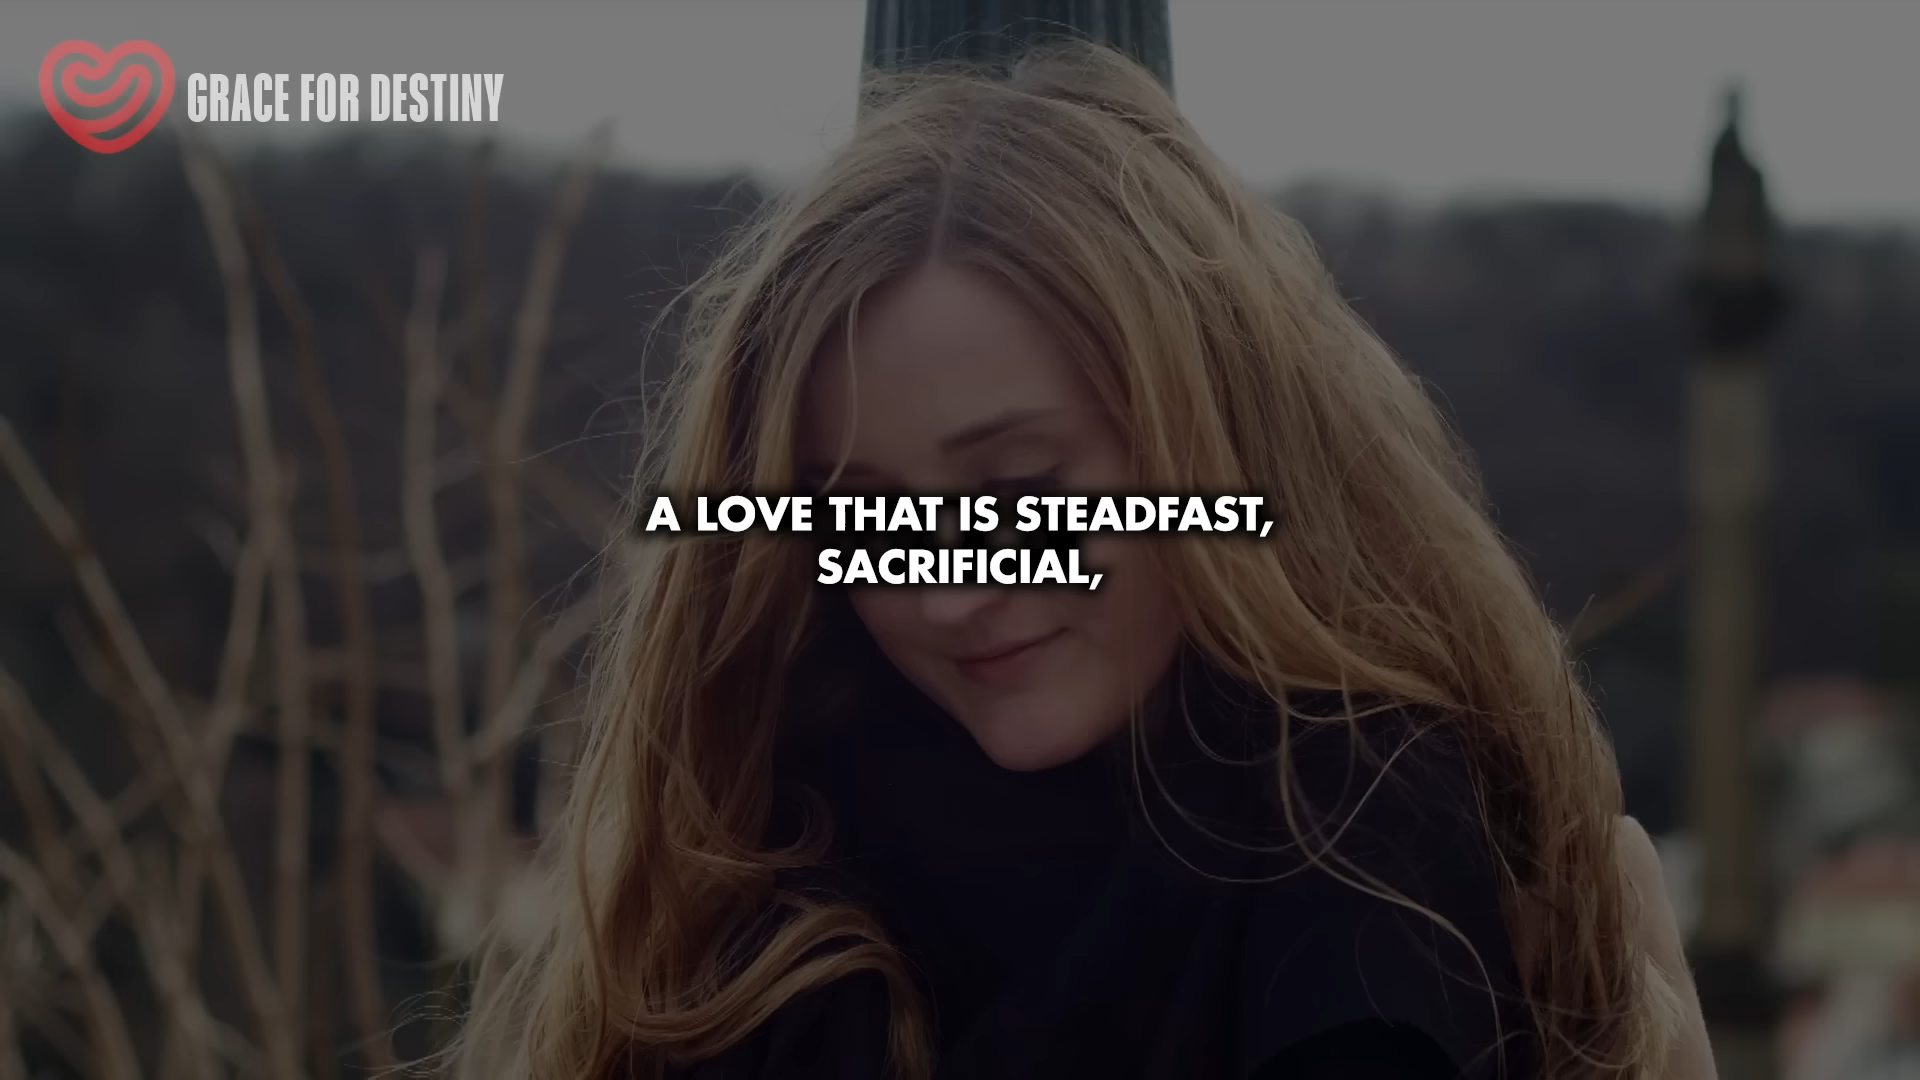 GRACE FOR DESTINY
A LOVE THAT IS STEADFAST,
SACRIFICIAL,